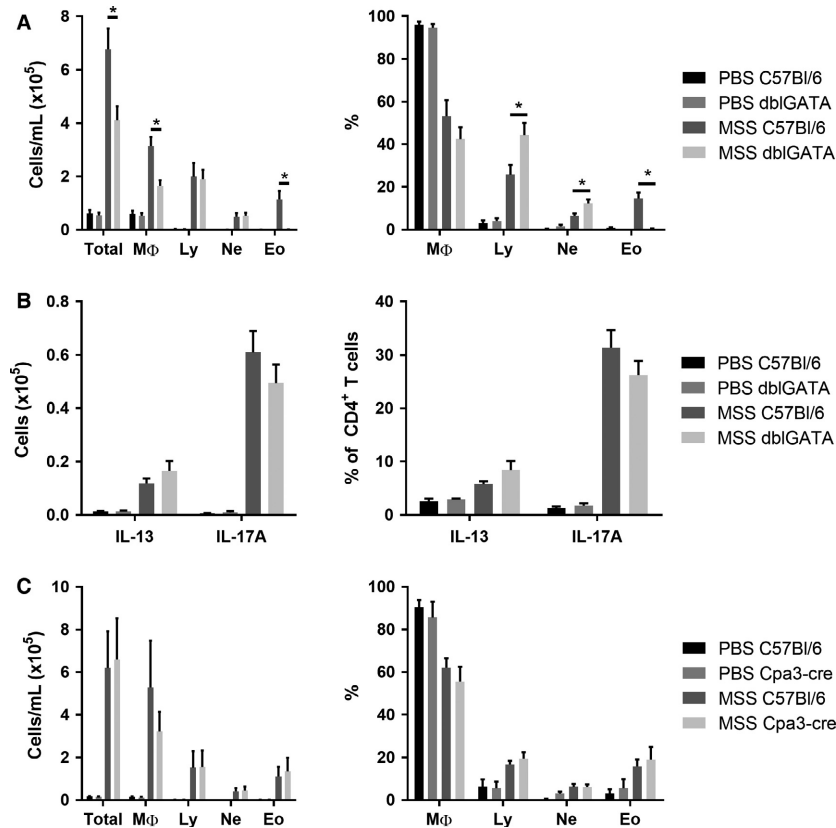 A
Cells/mL (x10⁵)
8
6
4
2
0
*
*
*
Total MΦ Ly Ne Eo
%
100
80
60
40
20
0
*
*
*
MΦ Ly Ne Eo
PBS C57Bl/6
PBS dblGATA
MSS C57Bl/6
MSS dblGATA
B
Cells (x10⁵)
0.8
0.6
0.4
0.2
0.0
IL-13 IL-17A
% of CD4⁺ T cells
40
30
20
10
0
IL-13 IL-17A
PBS C57Bl/6
PBS dblGATA
MSS C57Bl/6
MSS dblGATA
C
Cells/mL (x10⁵)
10
8
6
4
2
0
Total MΦ Ly Ne Eo
%
100
80
60
40
20
0
MΦ Ly Ne Eo
PBS C57Bl/6
PBS Cpa3-cre
MSS C57Bl/6
MSS Cpa3-cre